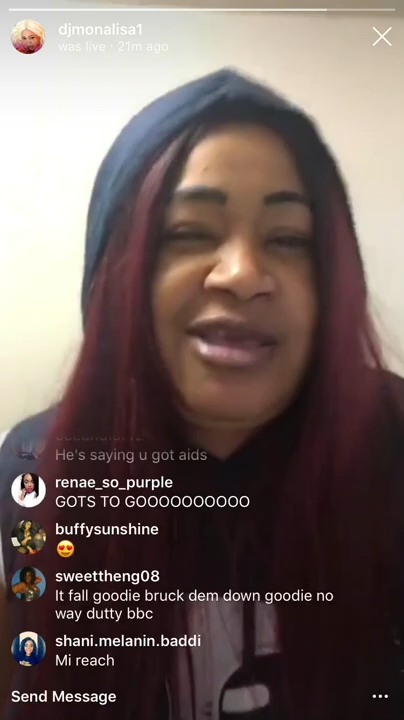 djmonalisa1
was live · 21m ago
He's saying u got aids
renae_so_purple
GOTS TO GOOOOOOOOOO
buffysunshine
😍
sweettheng08
It fall goodie bruck dem down goodie no
way dutty bbc
shani.melanin.baddi
Mi reach
Send Message